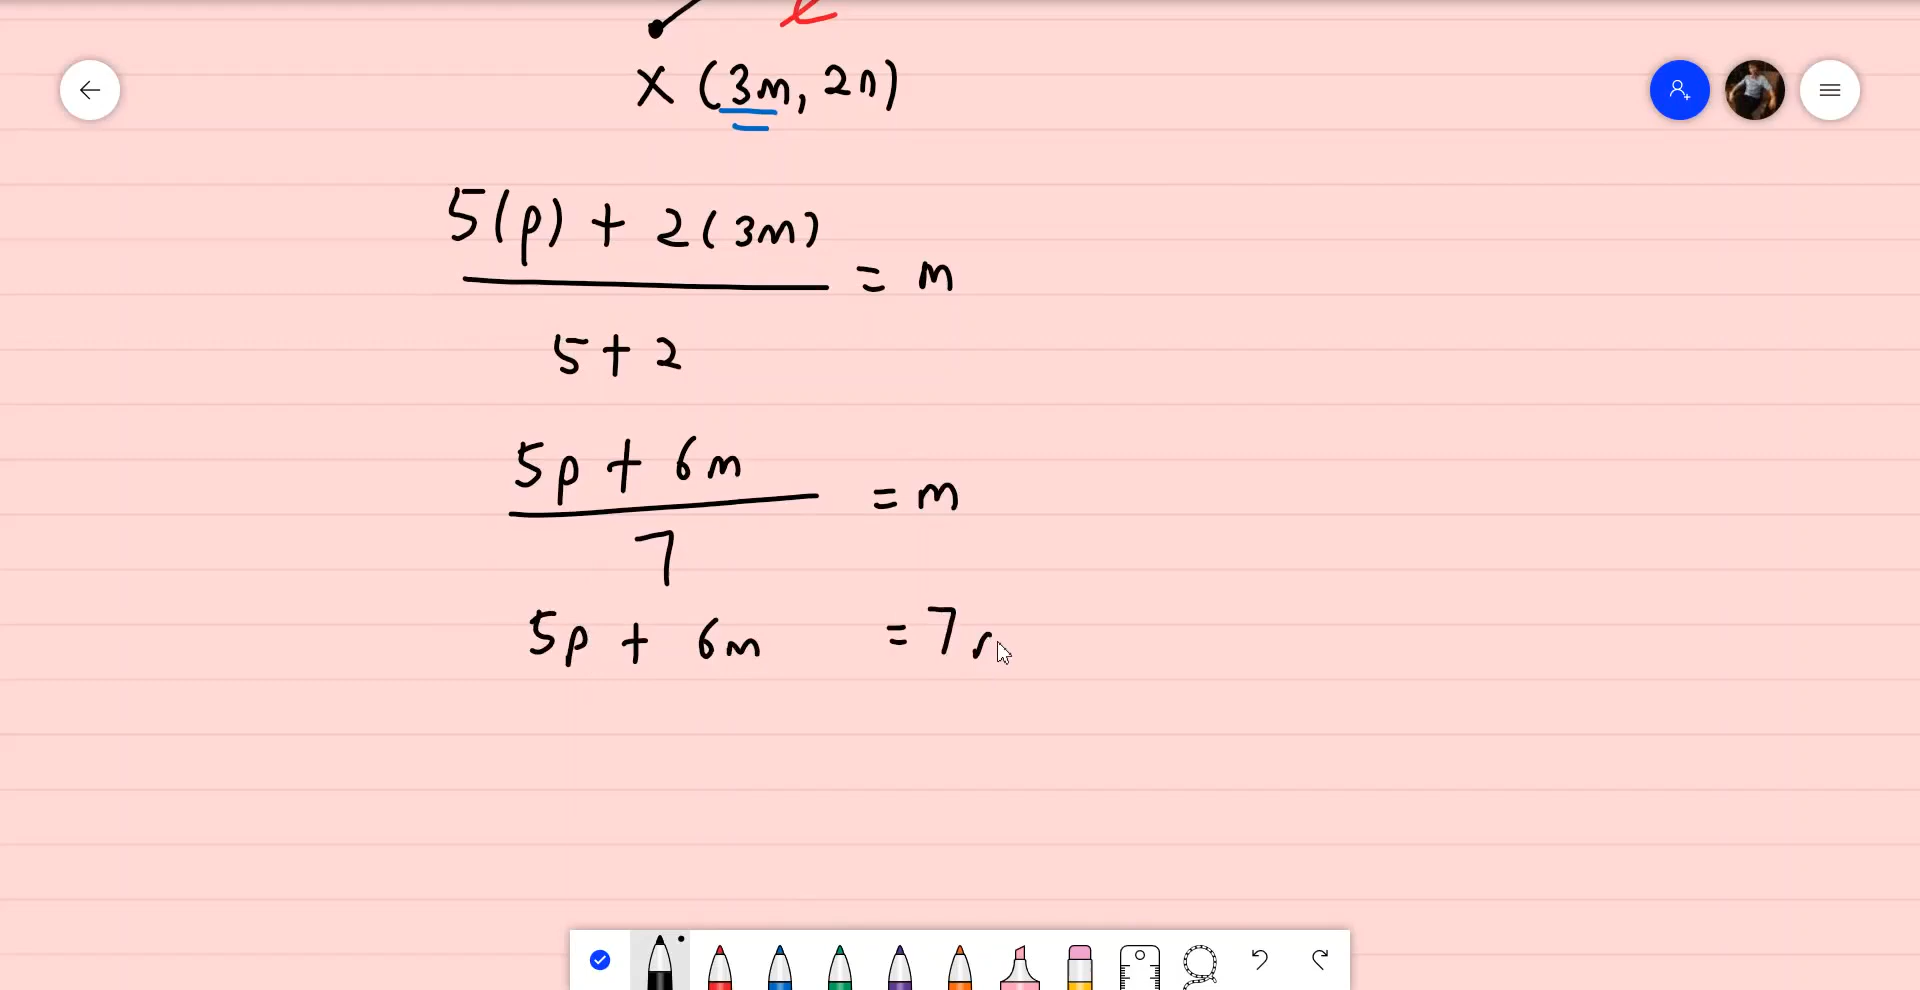 X (3m, 2n)
5(p) + 2(3m)
= m
5 + 2
5p + 6m
= m
7
5p + 6m = 7